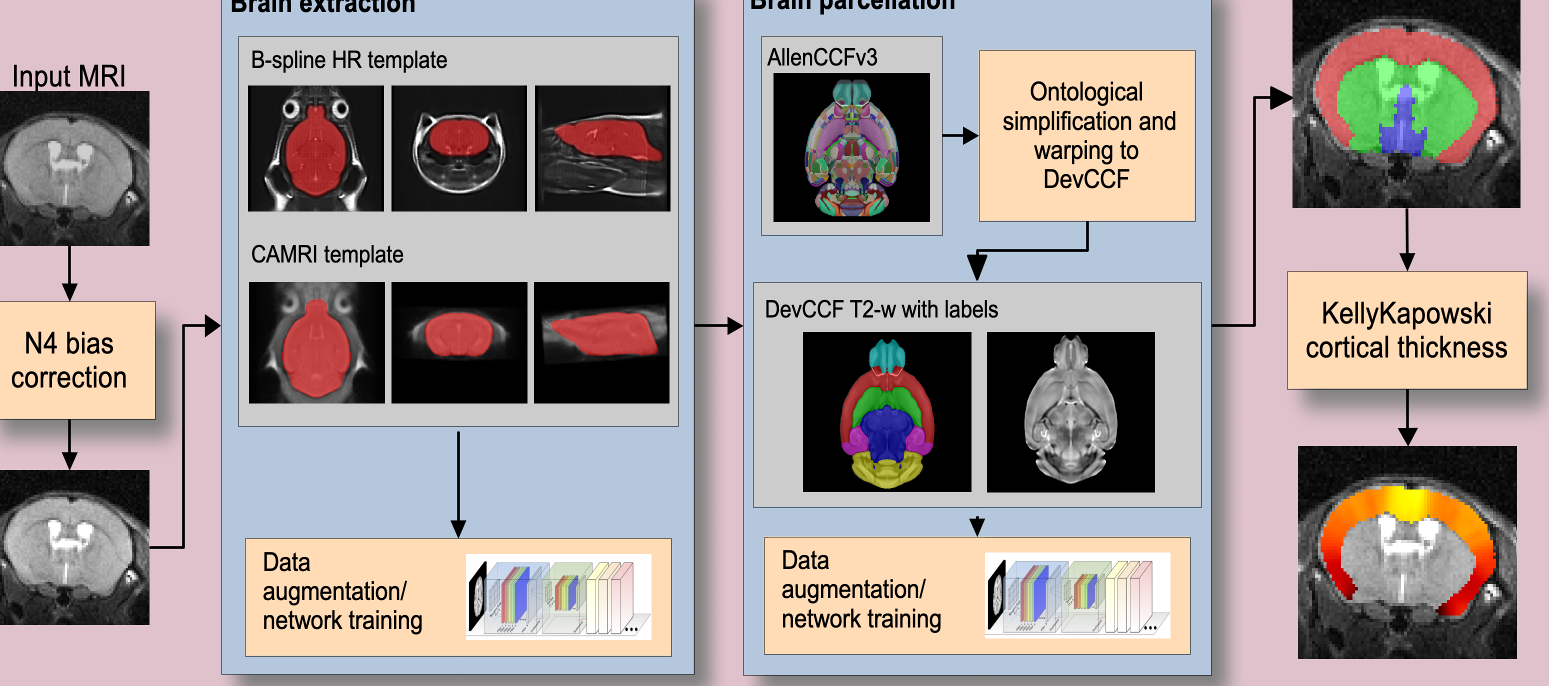 Brain extraction
Brain parcellation
Input MRI
N4 bias
correction
B-spline HR template
CAMRI template
Data
augmentation/
network training
AllenCCFv3
Ontological
simplification and
warping to
DevCCF
DevCCF T2-w with labels
Data
augmentation/
network training
KellyKapowski
cortical thickness